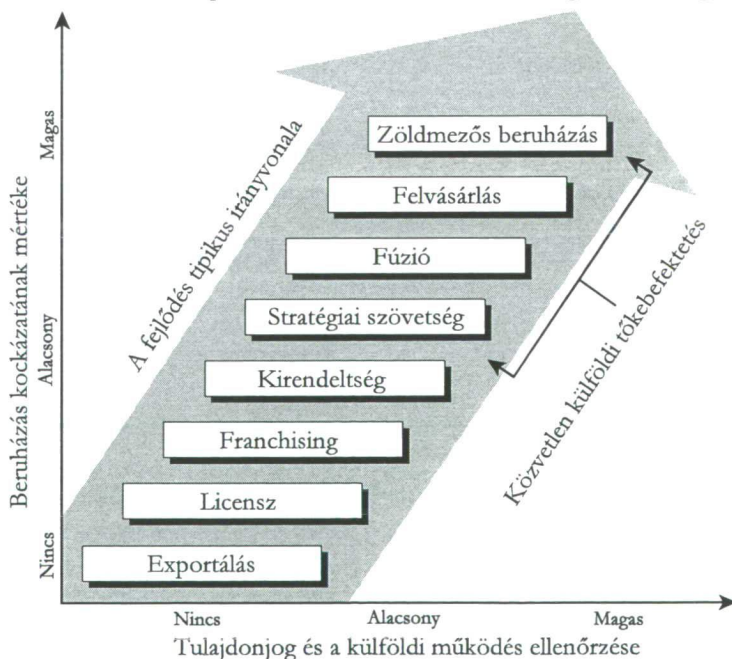 Beruházás kockázatának mértéke
Magas
Alacsony
Nincs
A fejlődés tipikus irányvonala
Zöldmezős beruházás
Felvásárlás
Fúzió
Stratégiai szövetség
Kirendeltség
Franchising
Licensz
Exportálás
Közvetlen külföldi tőkebefektetés
Nincs
Alacsony
Magas
Tulajdonjog és a külföldi működés ellenőrzése